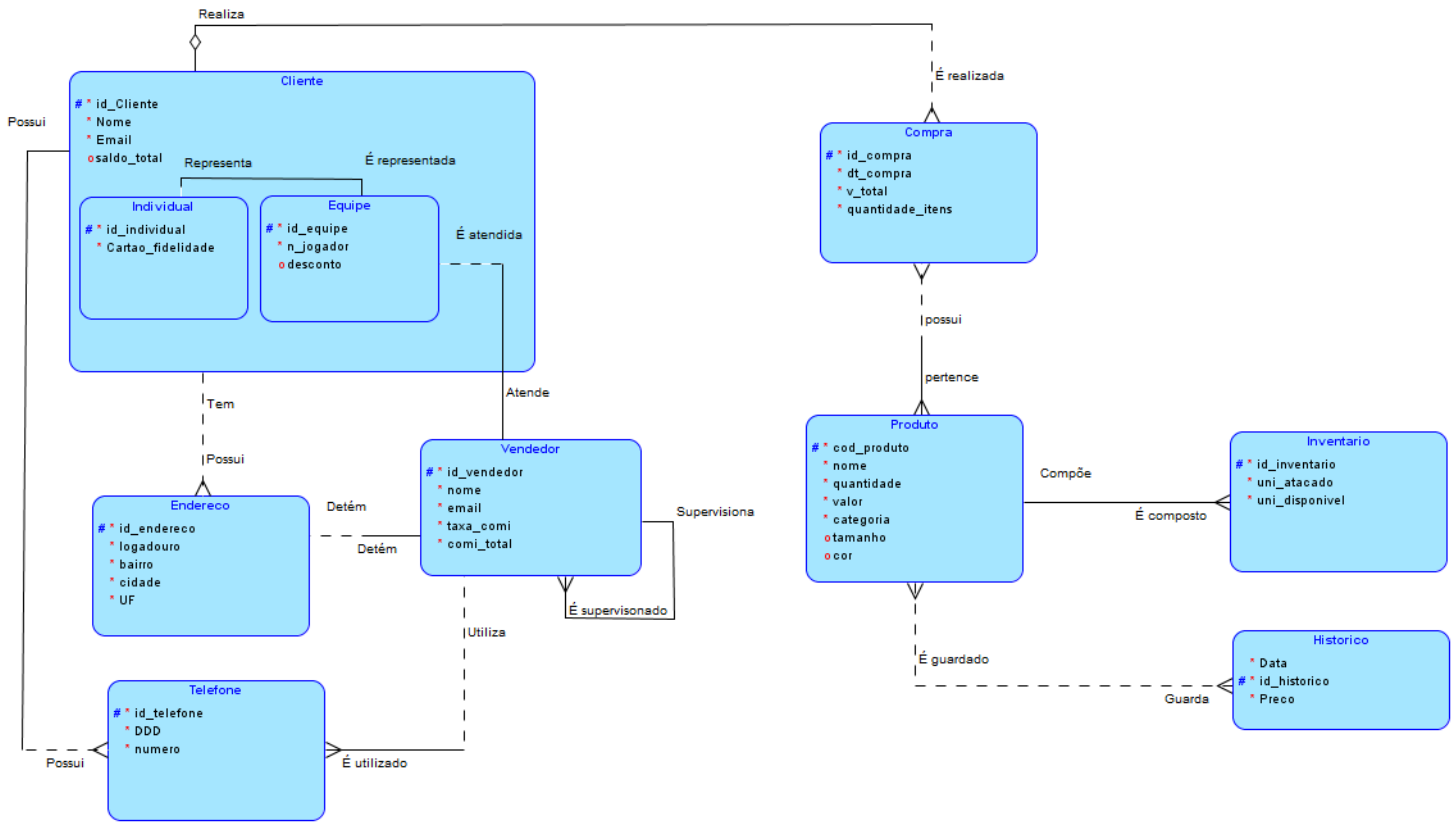 Realiza
Cliente
# * id_Cliente
* Nome
* Email
o saldo_total
Possui
Representa
É representada
Individual
# * id_individual
* Cartao_fidelidade
Equipe
# * id_equipe
* n_jogador
o desconto
É atendida
É realizada
Compra
# * id_compra
* dt_compra
* v_total
* quantidade_itens
possui
pertence
Tem
Possui
Atende
Vendedor
# * id_vendedor
* nome
* email
* taxa_comi
* comi_total
Supervisiona
É supervisonado
Endereco
# * id_endereco
* logadouro
* bairro
* cidade
* UF
Detém
Detém
Utiliza
É utilizado
Telefone
# * id_telefone
* DDD
* numero
Possui
Produto
# * cod_produto
* nome
* quantidade
* valor
* categoria
o tamanho
o cor
Compõe
É composto
Inventario
# * id_inventario
* uni_atacado
* uni_disponivel
É guardado
Guarda
Historico
* Data
# * id_historico
* Preco